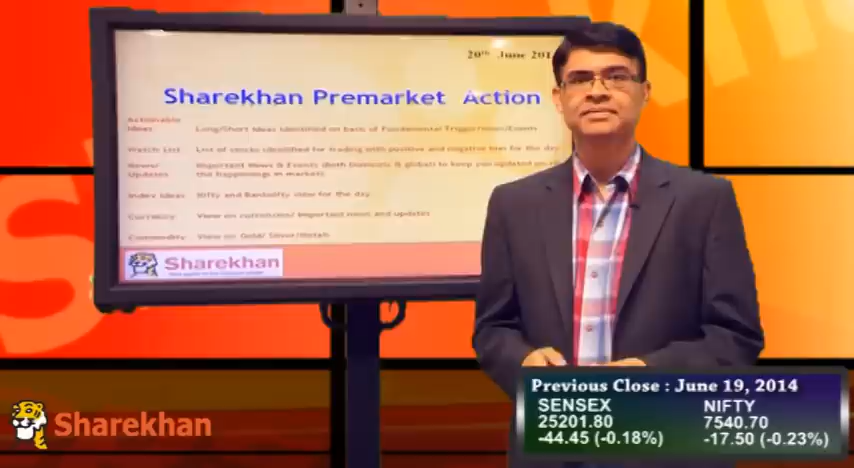 20th June 201
Sharekhan Premarket Action
Actionable
Ideas
Long/Short Ideas identified on basis of Fundamental Trigger/News/Events
Watch List
List of stocks identified for trading with positive and negative bias for the day
News/
Updates
Important News & Events (Both Domestic & global) to keep you updated on
the happenings in markets
Index Ideas
Nifty and Banknifty view for the day
Currency
View on currencies/ Important news and updates
Commodity
View on Gold/ Silver/Metals
Sharekhan
Sharekhan
Previous Close : June 19, 2014
SENSEX NIFTY
25201.80 7540.70
-44.45 (-0.18%) -17.50 (-0.23%)